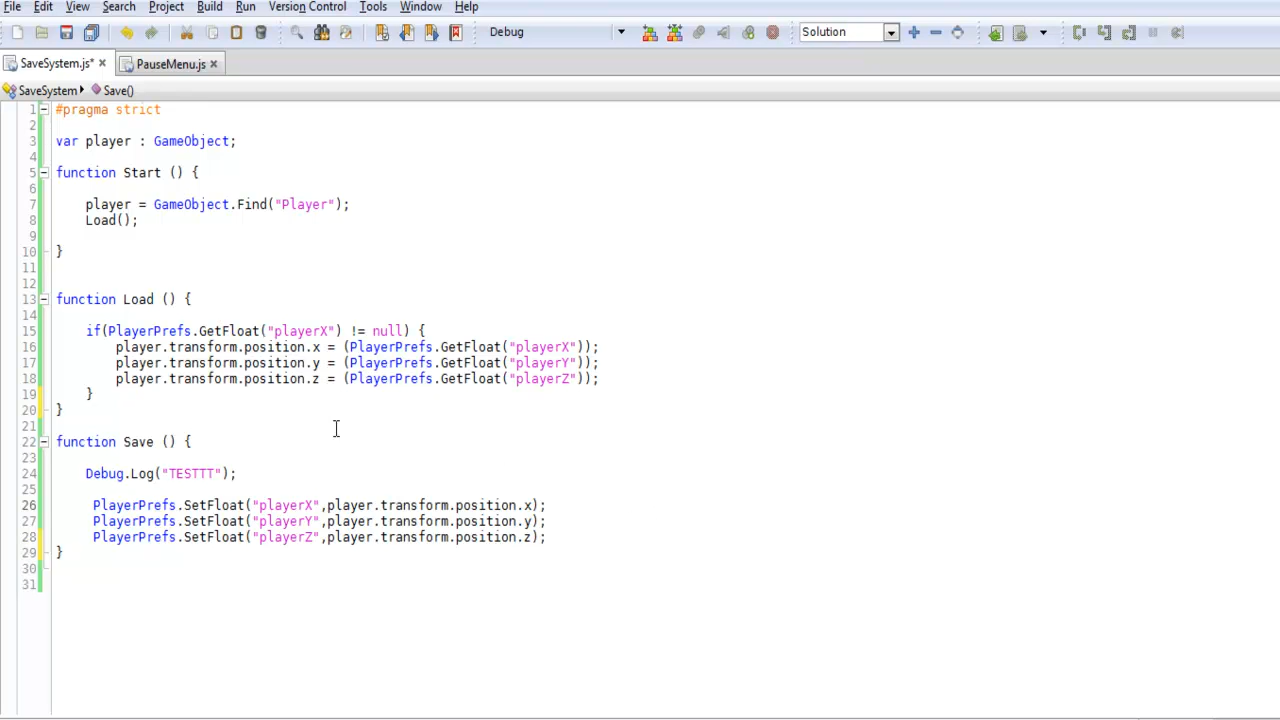 File Edit View Search Project Build Run Version Control Tools Window Help
Debug Solution
SaveSystem.js* PauseMenu.js
SaveSystem Save()
1 #pragma strict
2
3 var player : GameObject;
4
5 function Start () {
6
7 player = GameObject.Find("Player");
8 Load();
9
10 }
11
12
13 function Load () {
14
15 if(PlayerPrefs.GetFloat("playerX") != null) {
16 player.transform.position.x = (PlayerPrefs.GetFloat("playerX"));
17 player.transform.position.y = (PlayerPrefs.GetFloat("playerY"));
18 player.transform.position.z = (PlayerPrefs.GetFloat("playerZ"));
19 }
20 }
21
22 function Save () {
23
24 Debug.Log("TESTTT");
25
26 PlayerPrefs.SetFloat("playerX",player.transform.position.x);
27 PlayerPrefs.SetFloat("playerY",player.transform.position.y);
28 PlayerPrefs.SetFloat("playerZ",player.transform.position.z);
29 }
30
31